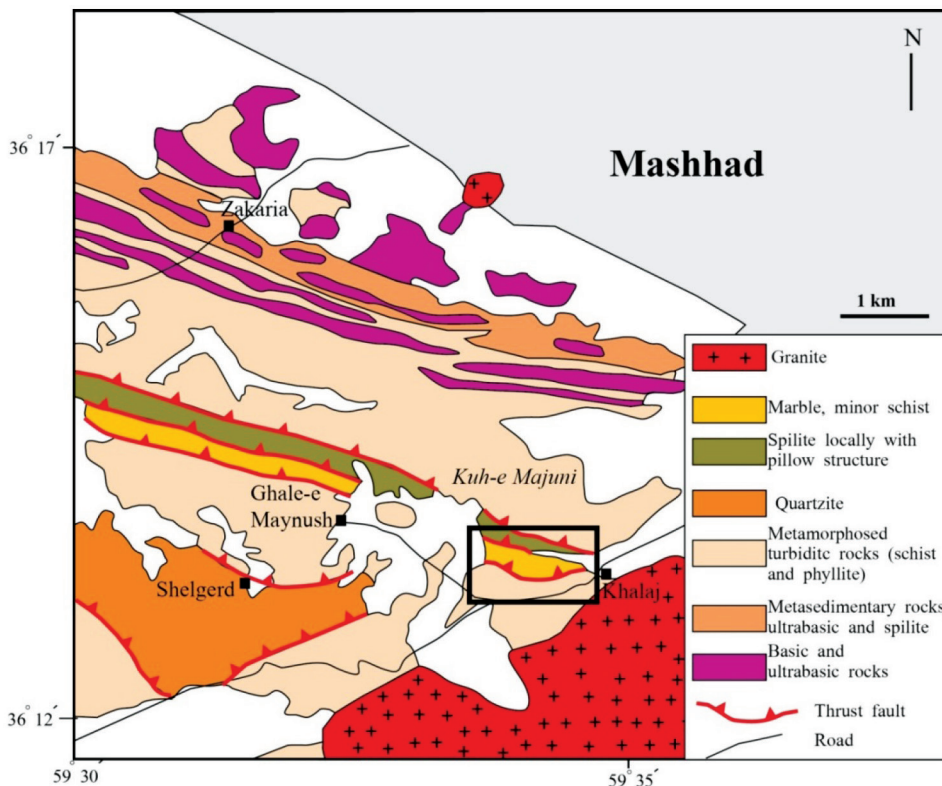 N
36° 17´
Mashhad
Zakaria
1 km
Granite
Marble, minor schist
Spilite locally with
pillow structure
Kuh-e Majuni
Ghale-e
Maynush
Quartzite
Metamorphosed
turbiditc rocks (schist
and phyllite)
Shelgerd
Khalaj
Metasedimentary rocks
ultrabasic and spilite
Basic and
ultrabasic rocks
36° 12´
Thrust fault
Road
59° 30´
59° 35´